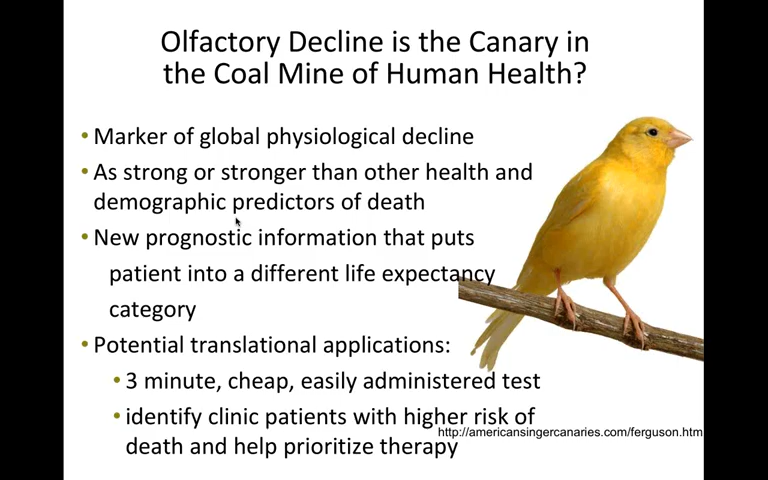 Olfactory Decline is the Canary in
the Coal Mine of Human Health?
• Marker of global physiological decline
• As strong or stronger than other health and
demographic predictors of death
• New prognostic information that puts
patient into a different life expectancy
category
• Potential translational applications:
• 3 minute, cheap, easily administered test
• identify clinic patients with higher risk of
death and help prioritize therapy
http://americansingercanaries.com/ferguson.htm